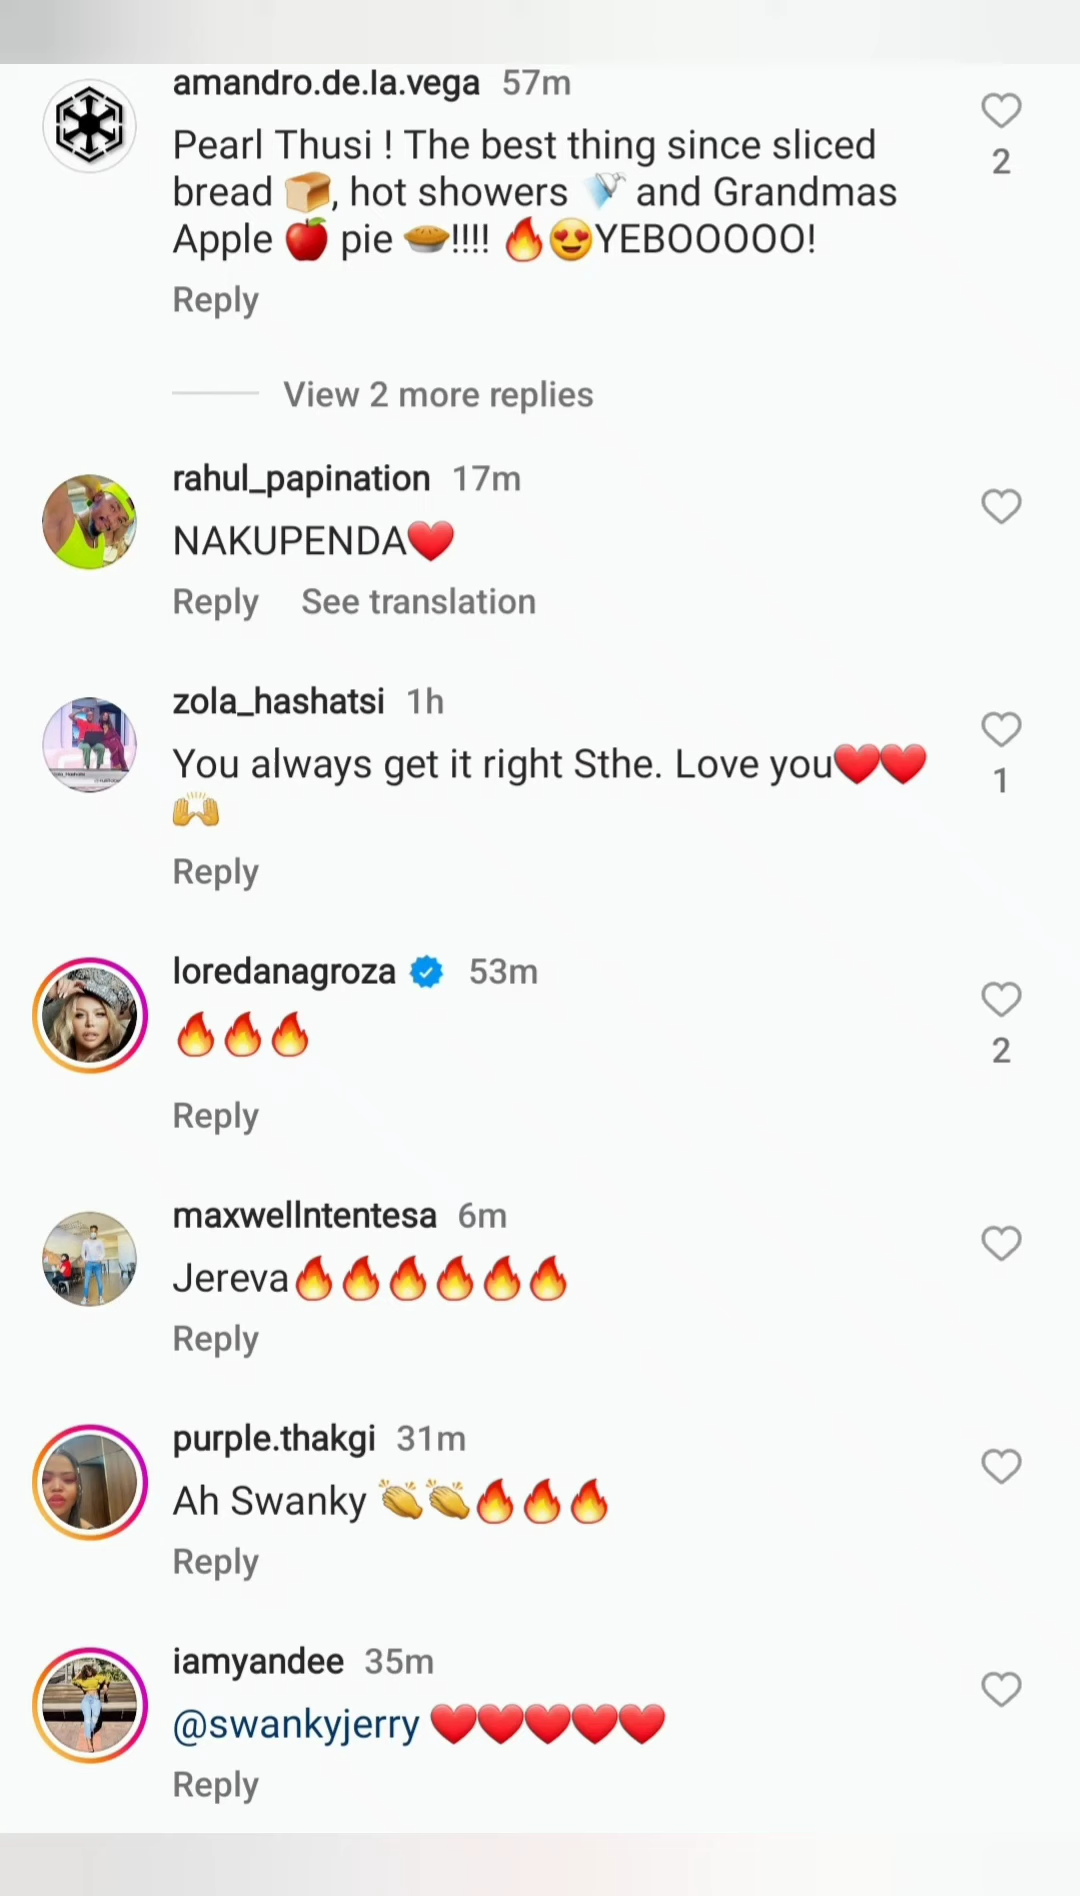 amandro.de.la.vega 57m
Pearl Thusi ! The best thing since sliced
bread 🍞, hot showers 🚿 and Grandmas
Apple 🍎 pie 🥧!!!! 🔥😍YEBOOOOO!
2
Reply
View 2 more replies
rahul_papination 17m
NAKUPENDA❤️
Reply See translation
zola_hashatsi 1h
You always get it right Sthe. Love you❤️❤️
🙌
1
Reply
loredanagroza 53m
🔥🔥🔥
2
Reply
maxwellntentesa 6m
Jereva🔥🔥🔥🔥🔥🔥
Reply
purple.thakgi 31m
Ah Swanky 👏👏🔥🔥🔥
Reply
iamyandee 35m
@swankyjerry ❤️❤️❤️❤️❤️
Reply